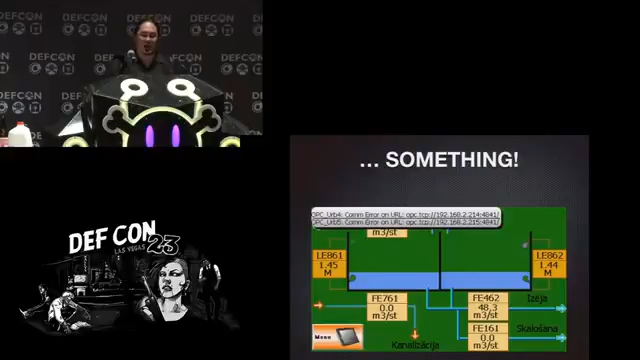 DEFCON
DEFCON
DEFCON
… SOMETHING!
OPC_Urb4: Comm Error on URL: opc.tcp://192.168.2.214:4841/
OPC_Urb5: Comm Error on URL: opc.tcp://192.168.2.215:4841/
m3/st
LE861
1.45
M
LE862
1.44
M
FE761
0.0
m3/st
FE462
48,3
m3/st
Izeja
FE161
0.0
m3/st
Skalošana
Menu
Kanalizācija
DEF CON
LAS VEGAS 23